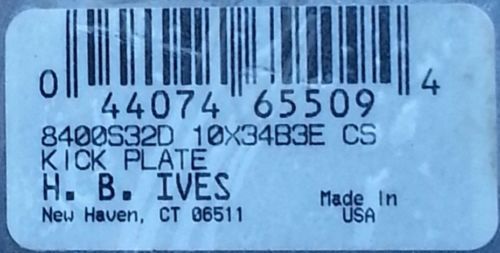 0 44074 65509 4
8400S32D 10X34B3E CS
KICK PLATE
H. B. IVES
New Haven, CT 06511
Made In
USA